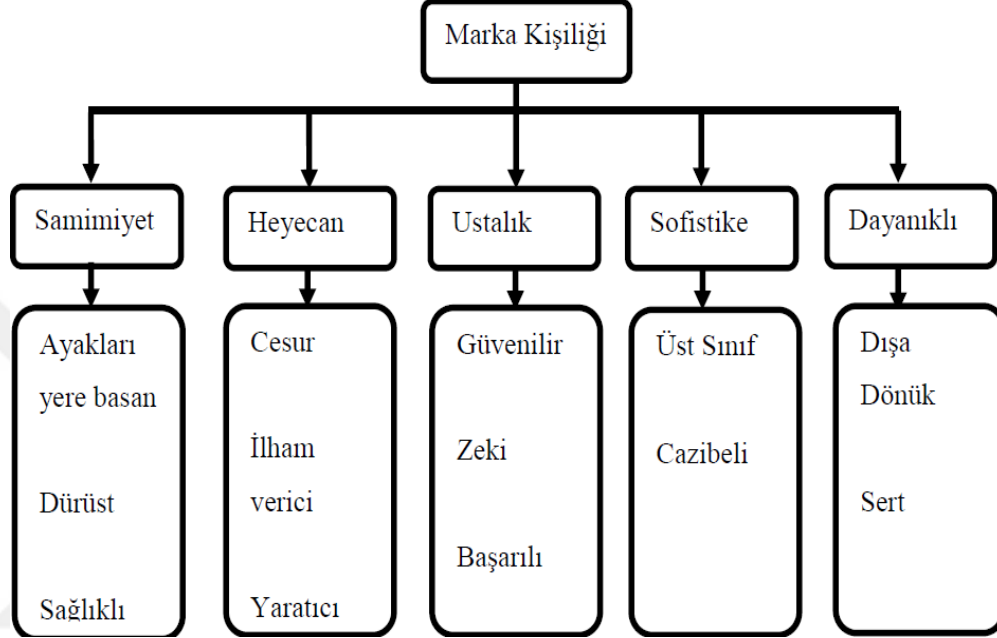 Marka Kişiliği
Samimiyet
Heyecan
Ustalık
Sofistike
Dayanıklı
Ayakları
yere basan
Dürüst
Sağlıklı
Cesur
İlham
verici
Yaratıcı
Güvenilir
Zeki
Başarılı
Üst Sınıf
Cazibeli
Dışa
Dönük
Sert